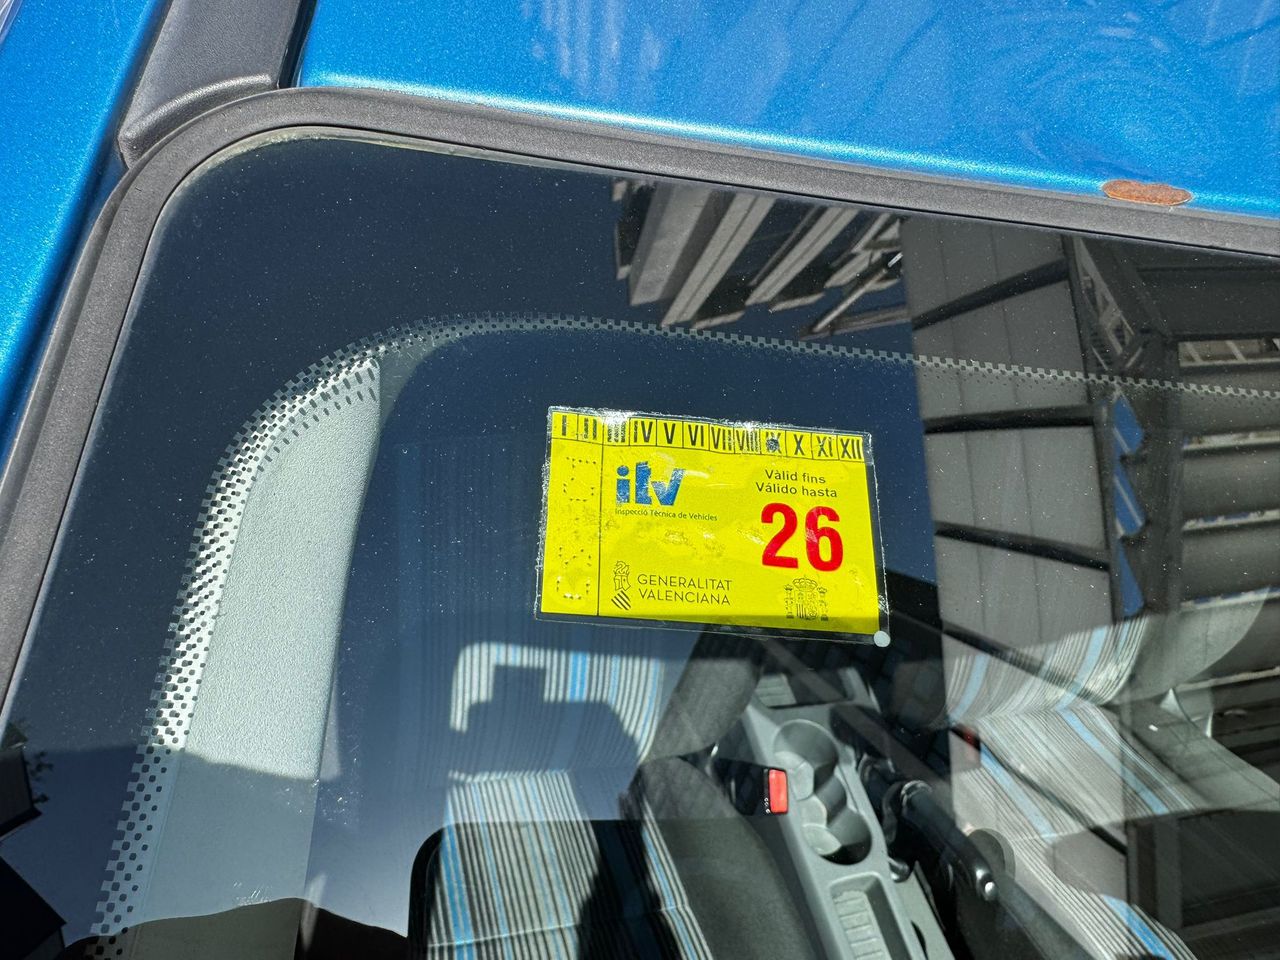 I II III IV V VI VII VIII IX X XI XII
itv
Inspecció Tècnica de Vehicles
Vàlid fins
Válido hasta
26
GENERALITAT
VALENCIANA